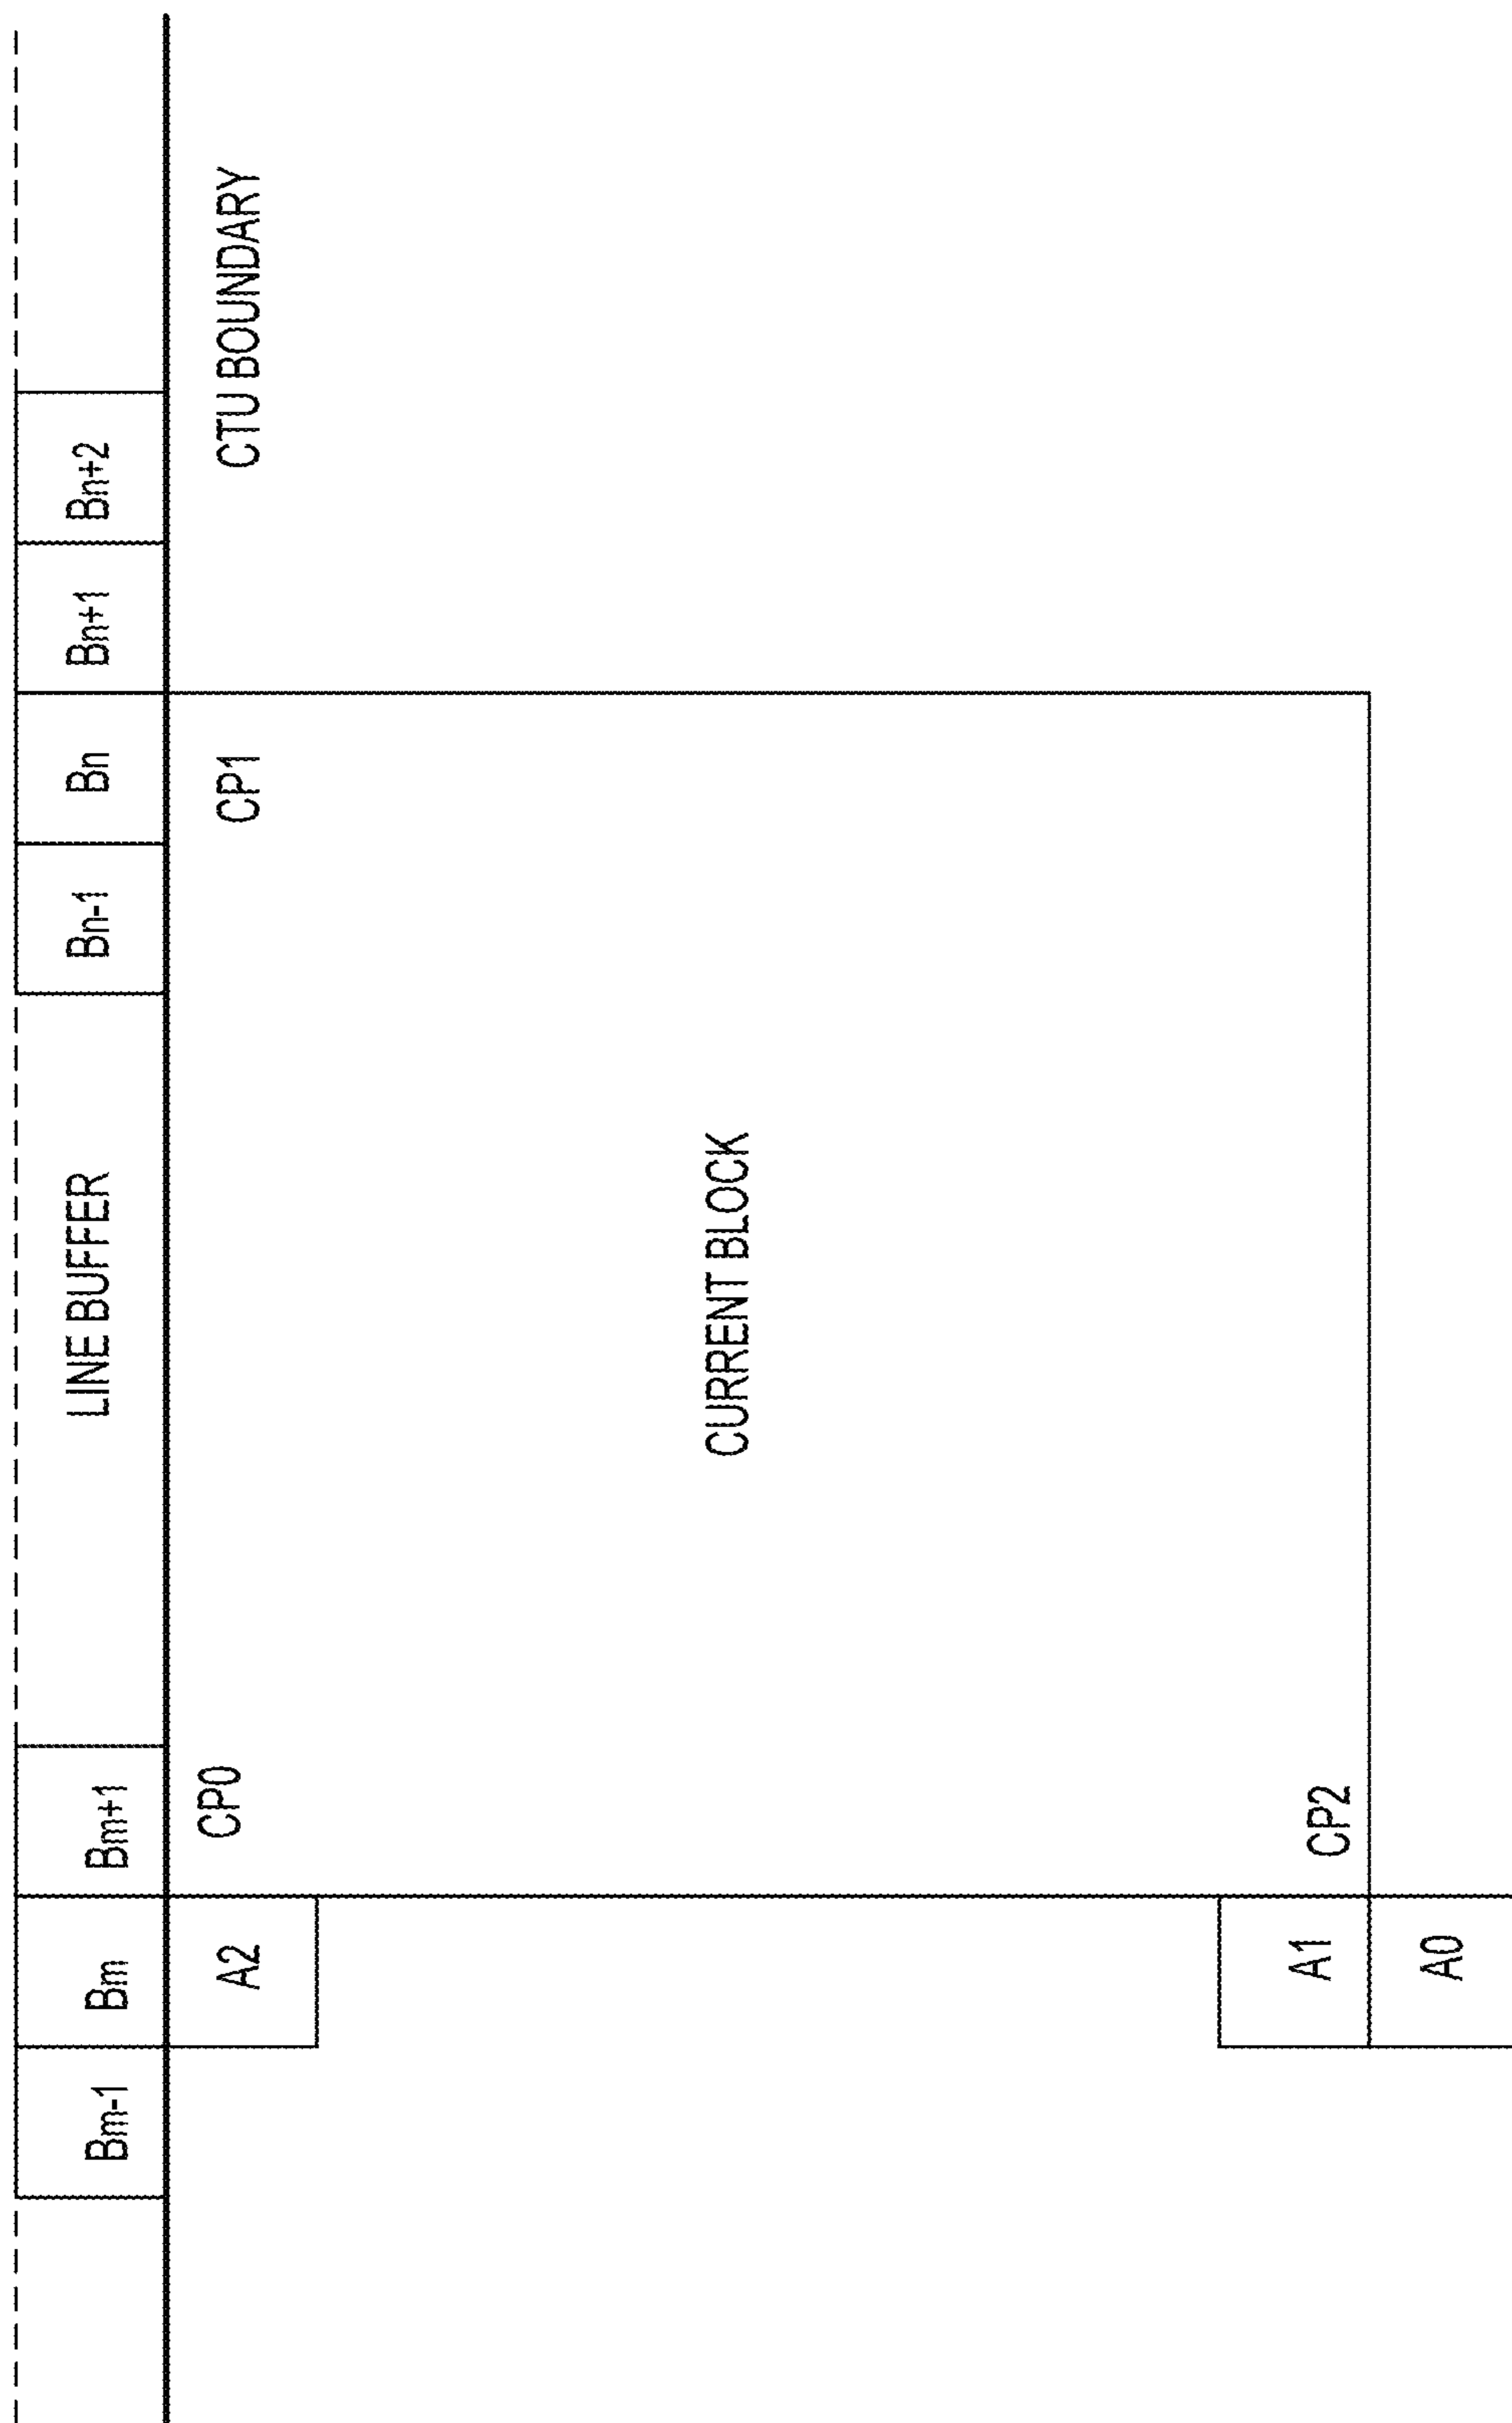 Bm-1
Bm
Bm+1
LINE BUFFER
Bn-1
Bn
Bn+1
Bn+2
A2
CP0
CP1
CTU BOUNDARY
CURRENT BLOCK
A1
CP2
A0